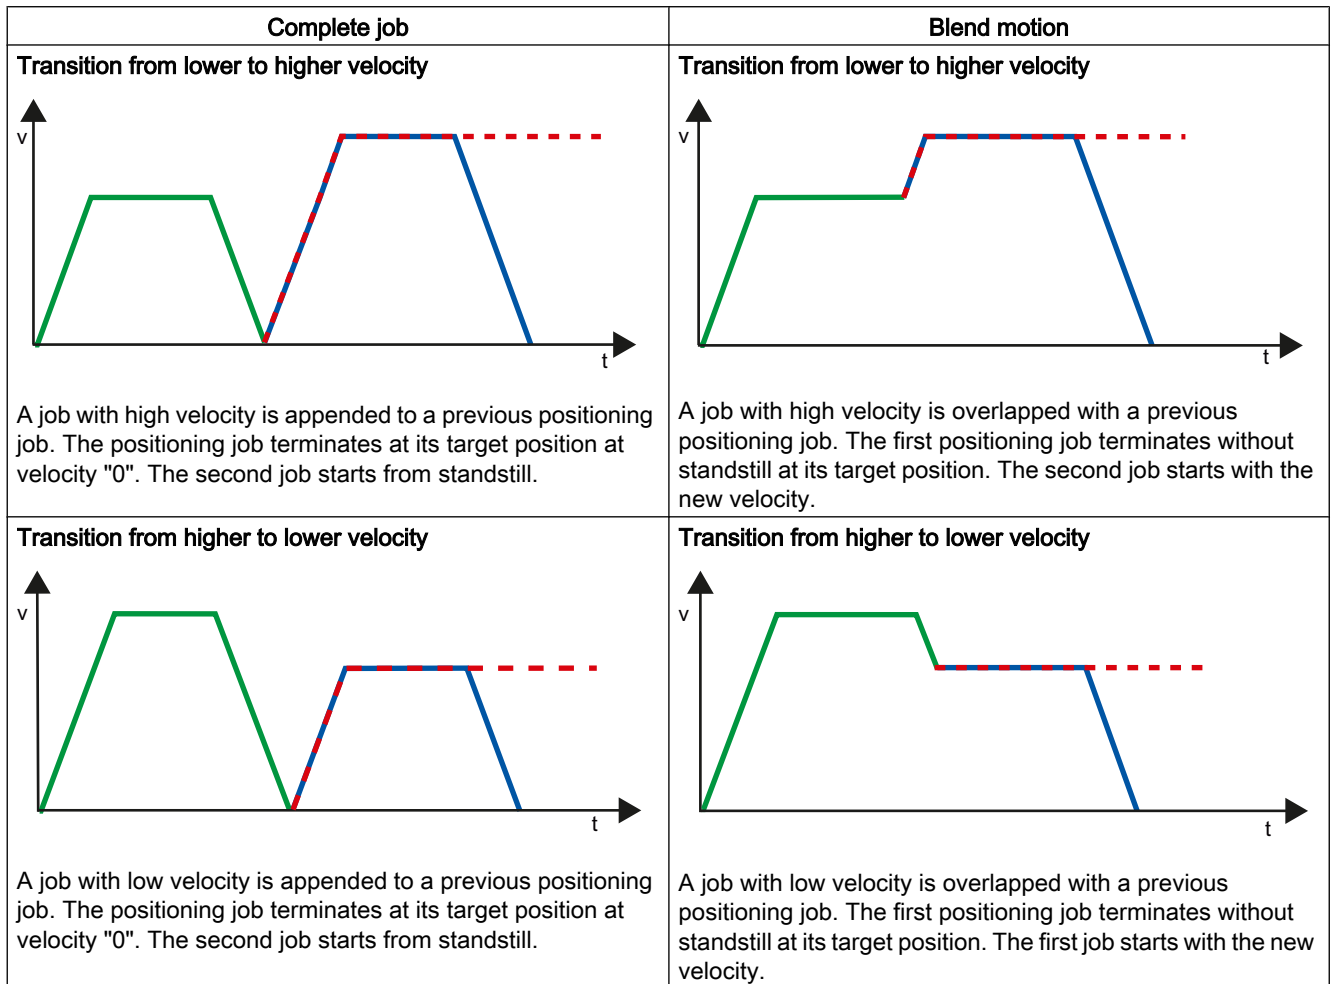 Complete job
Blend motion
Transition from lower to higher velocity
v
t
A job with high velocity is appended to a previous positioning
job. The positioning job terminates at its target position at
velocity "0". The second job starts from standstill.
Transition from lower to higher velocity
v
t
A job with high velocity is overlapped with a previous
positioning job. The first positioning job terminates without
standstill at its target position. The second job starts with the
new velocity.
Transition from higher to lower velocity
v
t
A job with low velocity is appended to a previous positioning
job. The positioning job terminates at its target position at
velocity "0". The second job starts from standstill.
Transition from higher to lower velocity
v
t
A job with low velocity is overlapped with a previous
positioning job. The first positioning job terminates without
standstill at its target position. The first job starts with the new
velocity.